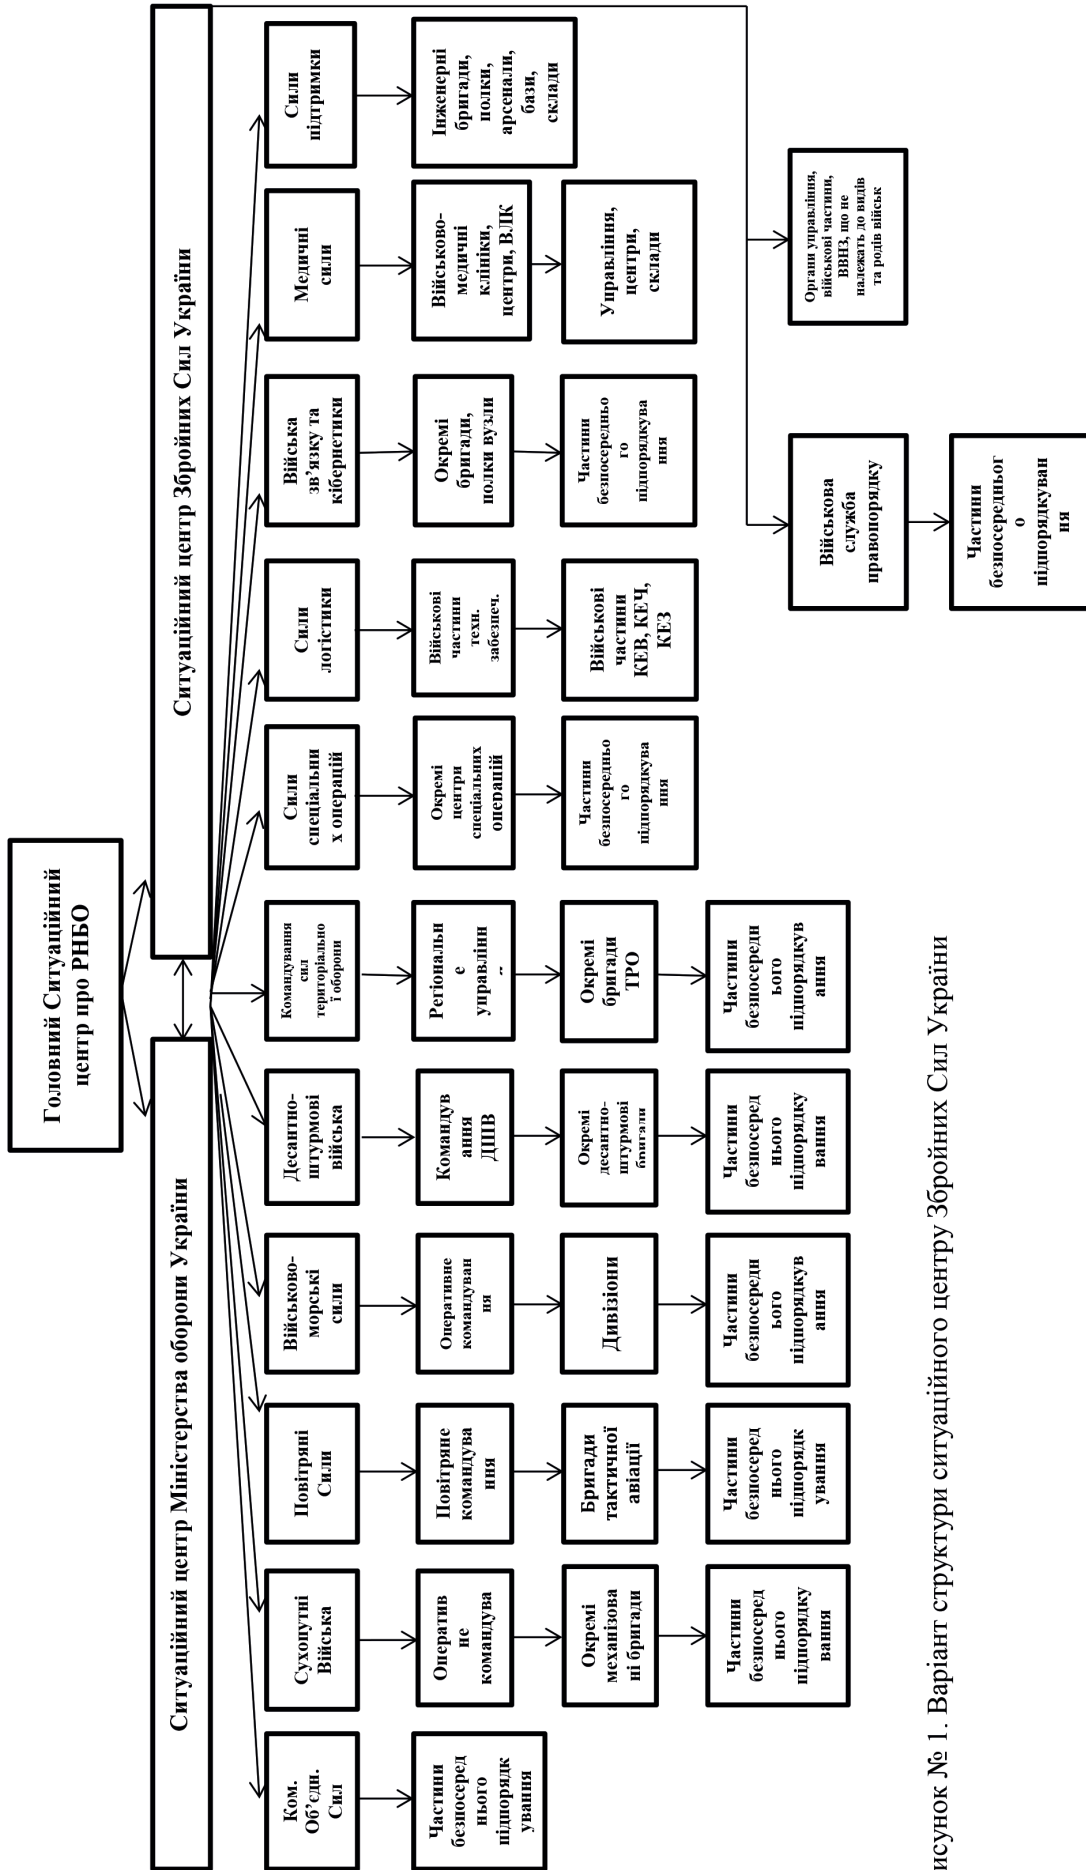 Головний Ситуаційний
центр про РНБО
Ситуаційний центр Міністерства оборони України
Ситуаційний центр Збройних Сил України
Ком.
Об’єдн.
Сил
Сухопутні
Війська
Повітряні
Сили
Військово-
морські
сили
Десантно-
штурмові
війська
Командування
сил
територіально
ї оборони
Сили
спеціальни
х операцій
Сили
логістики
Війська
зв’язку та
кібернетики
Медичні
сили
Сили
підтримки
Частини
безпосеред
нього
підпорядк
ування
Оператив
не
командува
Повітряне
командува
ння
Оперативне
командуван
ня
Командув
ання
ДШВ
Регіональн
е
управлінн
Окремі
центри
спеціальних
операцій
Військові
частини
техн.
забезпеч.
Окремі
бригади,
полки вузли
Військово-
медичні
клініки,
центри, ВЛК
Інженерні
бригади,
полки,
арсенали,
бази,
склади
Окремі
механізова
ні бригади
Бригади
тактичної
авіації
Дивізіони
Окремі
десантно-
штурмові
бригади
Окремі
бригади
ТРО
Частини
безпосередньо
го
підпорядкува
ння
Військові
частини
КЕВ, КЕЧ,
КЕЗ
Частини
безпосередньо
го
підпорядкува
ння
Управління,
центри,
склади
Частини
безпосеред
нього
підпорядку
вання
Частини
безпосеред
нього
підпорядк
ування
Частини
безпосередн
ього
підпорядкув
ання
Частини
безпосеред
нього
підпорядку
вання
Частини
безпосередн
ього
підпорядкув
ання
Військова
служба
правопорядку
Органи управління,
військові частини,
ВВНЗ, що не
належать до видів
та родів військ
Частини
безпосередньог
о
підпорядкуван
ня
исунок № 1. Варіант структури ситуаційного центру Збройних Сил України